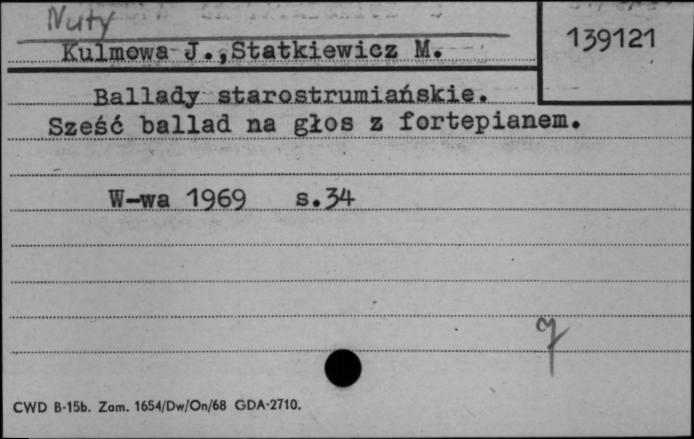 Nuty
139121
Kulmowa J.,Statkiewicz M.
Ballady starostrumiańskie.
Sześć ballad na głos z fortepianem.
W-wa 1969 s.34
CWD B-15b. Zam. 1654/Dw/On/68 GDA-2710.